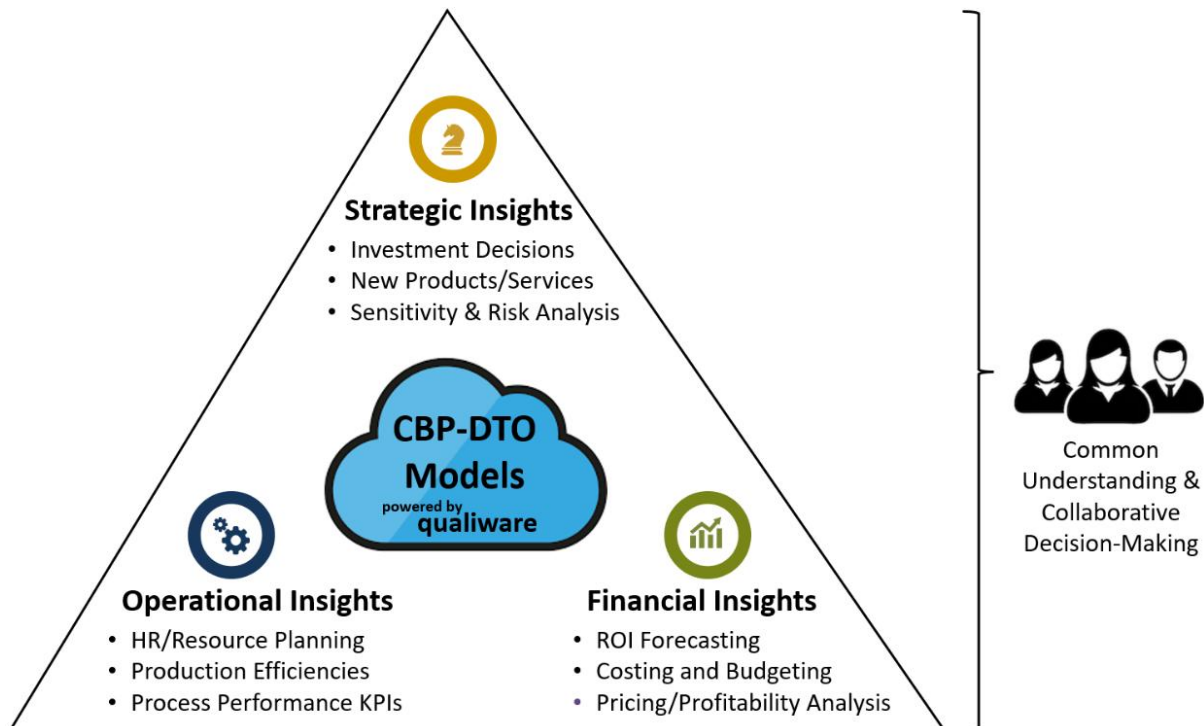 Strategic Insights
• Investment Decisions
• New Products/Services
• Sensitivity & Risk Analysis
CBP-DTO
Models
powered by
qualiware
Operational Insights
• HR/Resource Planning
• Production Efficiencies
• Process Performance KPIs
Financial Insights
• ROI Forecasting
• Costing and Budgeting
• Pricing/Profitability Analysis
Common
Understanding &
Collaborative
Decision-Making